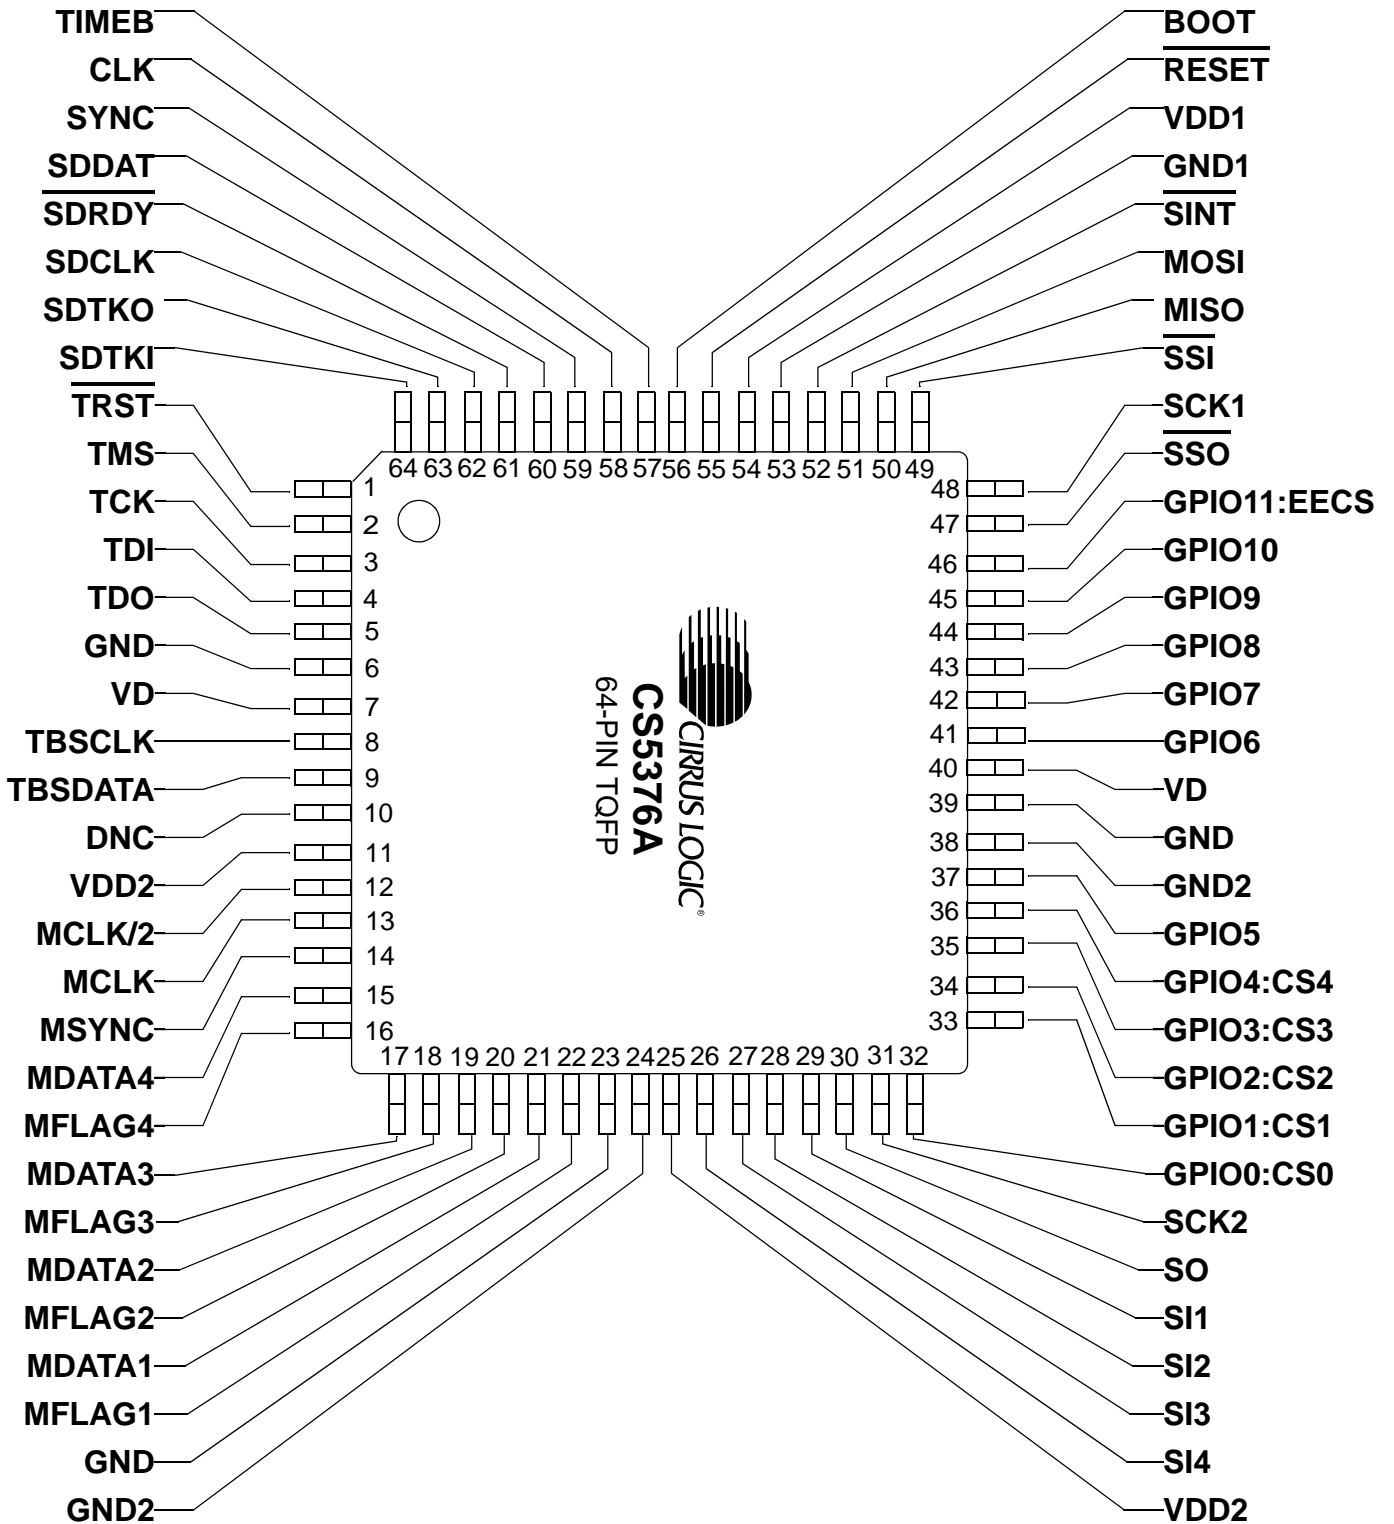 TIMEB
CLK
SYNC
SDDAT
SDRDY
SDCLK
SDTKO
SDTKI
TRST
TMS
TCK
TDI
TDO
GND
VD
TBSCLK
TBSDATA
DNC
VDD2
MCLK/2
MCLK
MSYNC
MDATA4
MFLAG4
MDATA3
MFLAG3
MDATA2
MFLAG2
MDATA1
MFLAG1
GND
GND2
64 63 62 61 60 59 58 57 56 55 54 53 52 51 50 49
1
2
3
4
5
6
7
8
9
10
11
12
13
14
15
16
CIRRUS LOGIC®
CS5376A
64-PIN TQFP
48
47
46
45
44
43
42
41
40
39
38
37
36
35
34
33
17 18 19 20 21 22 23 24 25 26 27 28 29 30 31 32
BOOT
RESET
VDD1
GND1
SINT
MOSI
MISO
SSI
SCK1
SSO
GPIO11:EECS
GPIO10
GPIO9
GPIO8
GPIO7
GPIO6
VD
GND
GND2
GPIO5
GPIO4:CS4
GPIO3:CS3
GPIO2:CS2
GPIO1:CS1
GPIO0:CS0
SCK2
SO
SI1
SI2
SI3
SI4
VDD2